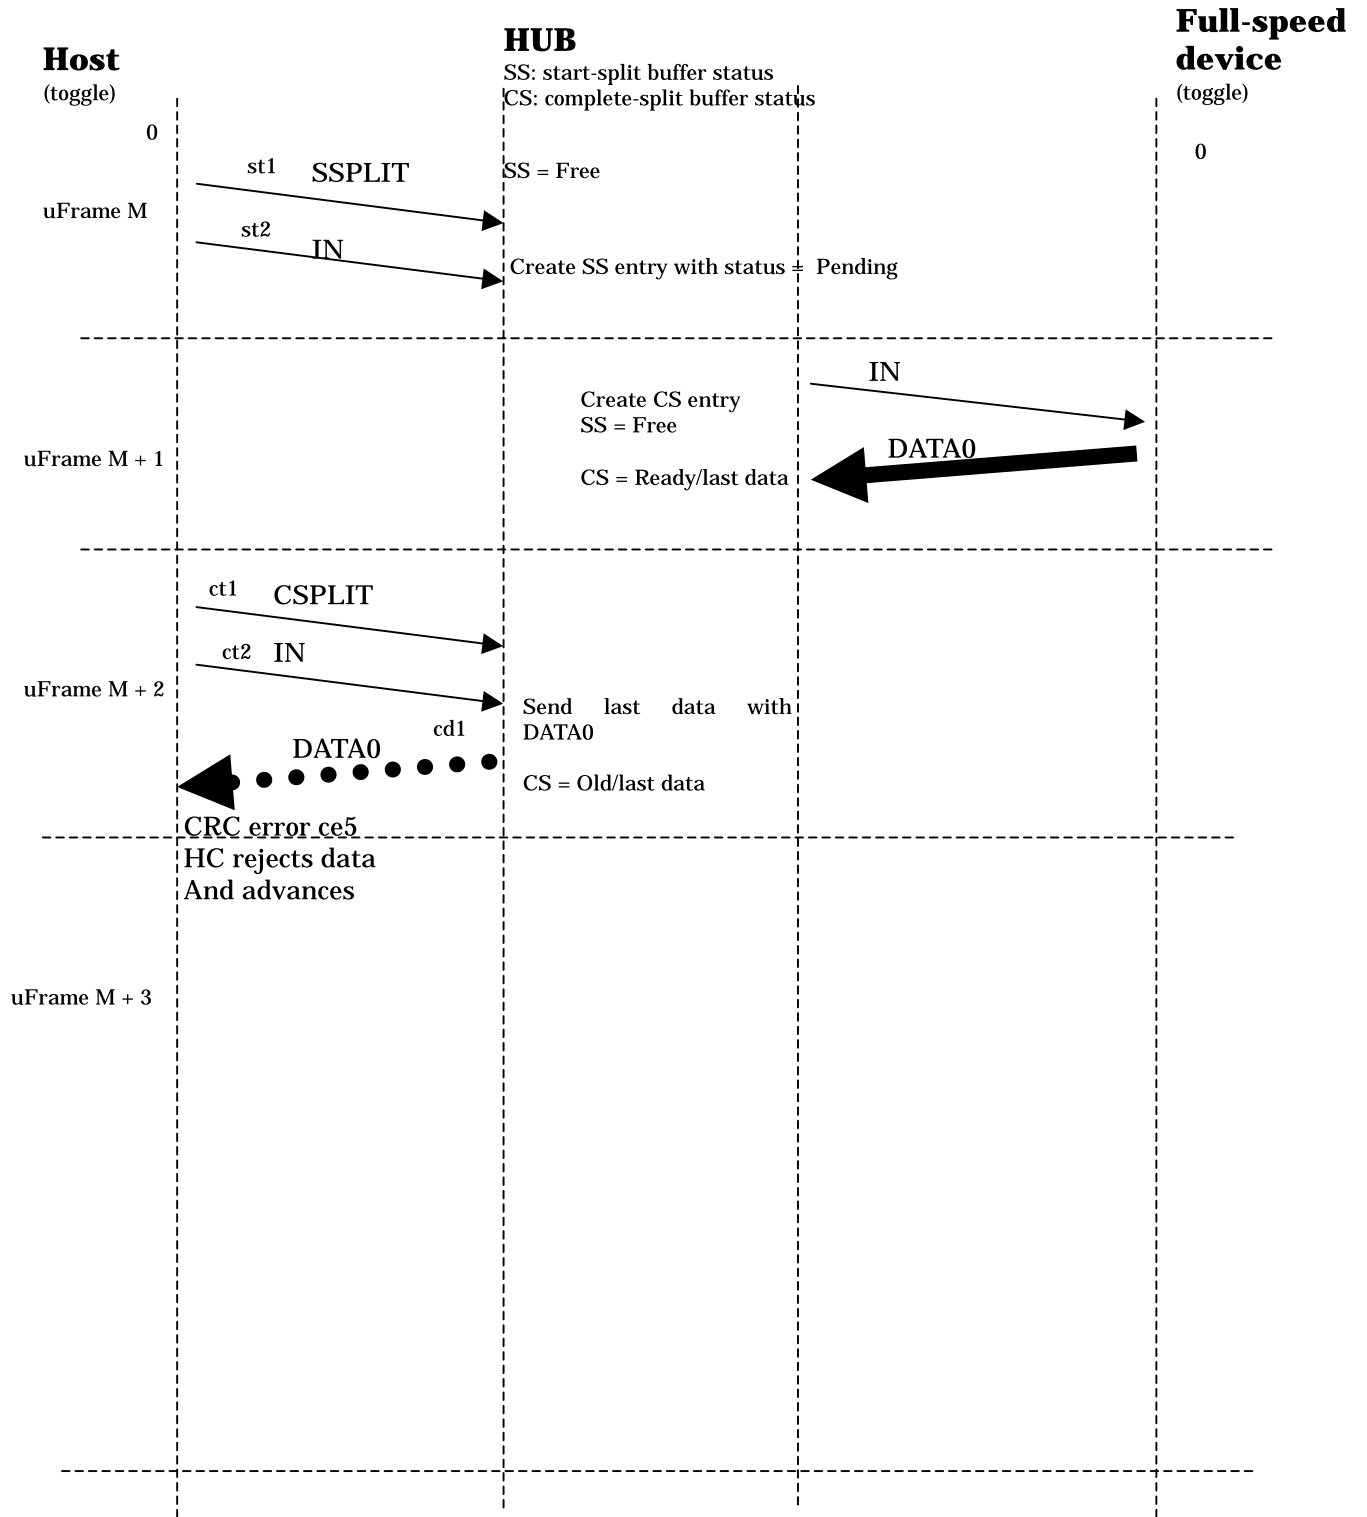 Host
(toggle)
HUB
SS: start-split buffer status
CS: complete-split buffer status
Full-speed
device
(toggle)
0
0
st1 SSPLIT
SS = Free
uFrame M
st2 IN
Create SS entry with status = Pending
IN
Create CS entry
SS = Free
DATA0
uFrame M + 1
CS = Ready/last data
ct1 CSPLIT
ct2 IN
uFrame M + 2
Send last data with
DATA0
cd1
DATA0
CS = Old/last data
CRC error ce5
HC rejects data
And advances
uFrame M + 3